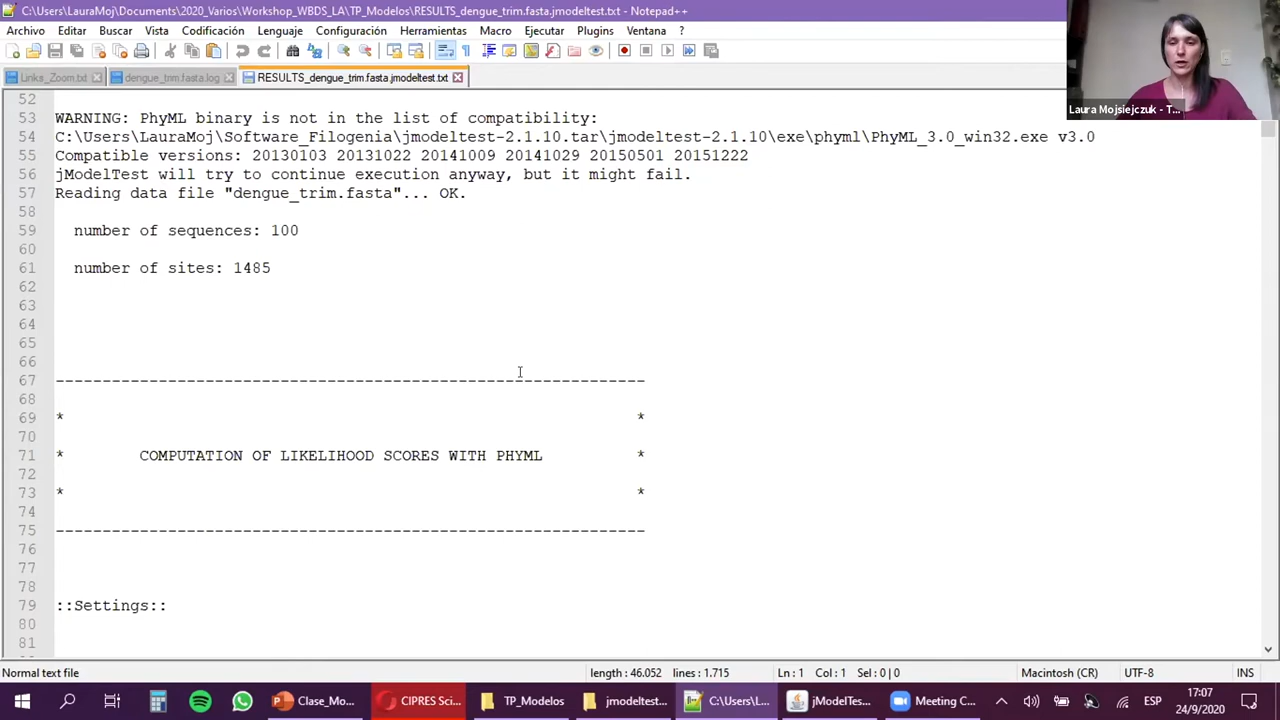 C:\Users\LauraMoj\Documents\2020_Varios\Workshop_WBDS_LA\TP_Modelos\RESULTS_dengue_trim.fasta.jmodeltest.txt - Notepad++
Archivo Editar Buscar Vista Codificación Lenguaje Configuración Herramientas Macro Ejecutar Plugins Ventana ?
Links_Zoom.txt dengue_trim.fasta.log RESULTS_dengue_trim.fasta.jmodeltest.txt
Laura Mojsiejczuk - T...
52
53 WARNING: PhyML binary is not in the list of compatibility:
54 C:\Users\LauraMoj\Software_Filogenia\jmodeltest-2.1.10.tar\jmodeltest-2.1.10\exe\phyml\PhyML_3.0_win32.exe v3.0
55 Compatible versions: 20130103 20131022 20141009 20141029 20150501 20151222
56 jModelTest will try to continue execution anyway, but it might fail.
57 Reading data file "dengue_trim.fasta"... OK.
58
59 number of sequences: 100
60
61 number of sites: 1485
62
63
64
65
66
67 ---------------------------------------------------------------
68
69 * *
70
71 * COMPUTATION OF LIKELIHOOD SCORES WITH PHYML *
72
73 * *
74
75 ---------------------------------------------------------------
76
77
78
79 ::Settings::
80
81
Normal text file length : 46.052 lines : 1.715 Ln : 1 Col : 1 Sel : 0 | 0 Macintosh (CR) UTF-8 INS
Clase_Mo... CIPRES Sci... TP_Modelos jmodeltest... C:\Users\L... jModelTes... Meeting C... ESP 17:07
24/9/2020